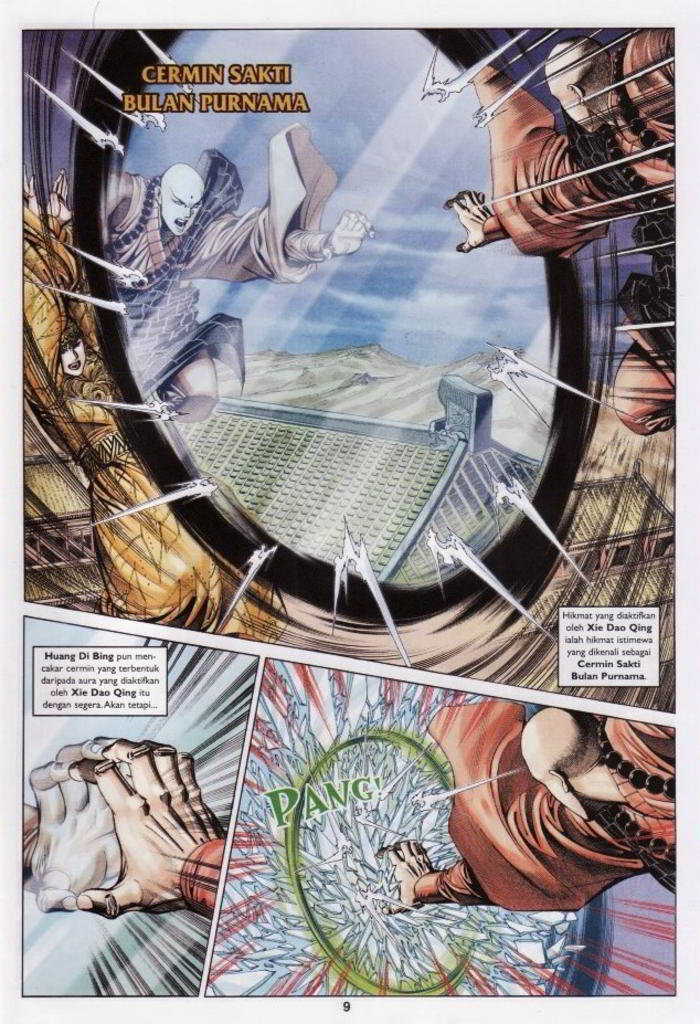 CERMIN SAKTI
BULAN PURNAMA
Hikmat yang diaktifkan
oleh Xie Dao Qing
ialah hikmat istimewa
yang dikenali sebagai
Cermin Sakti
Bulan Purnama.
Huang Di Bing pun men-
cakar cermin yang terbentuk
daripada aura yang diaktifkan
oleh Xie Dao Qing itu
dengan segera. Akan tetapi...
PANG!
9